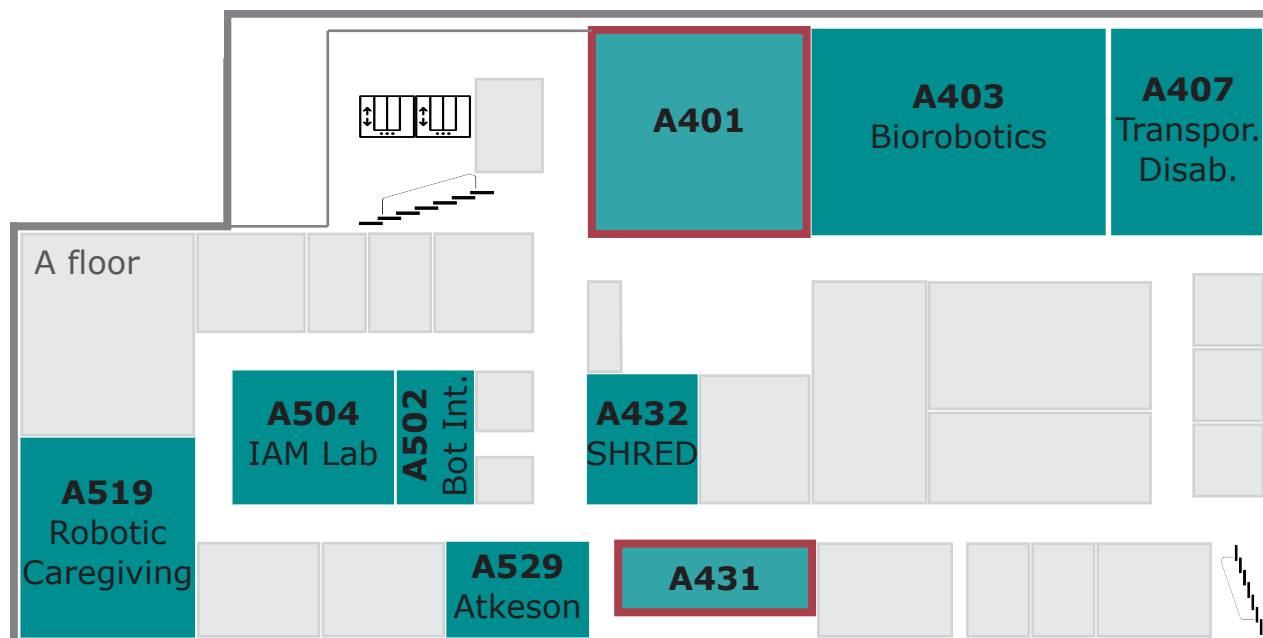 A401
A403
Biorobotics
A407
Transpor.
Disab.
A floor
A504
IAM Lab
A502
Bot Int.
A432
SHRED
A519
Robotic
Caregiving
A529
Atkeson
A431